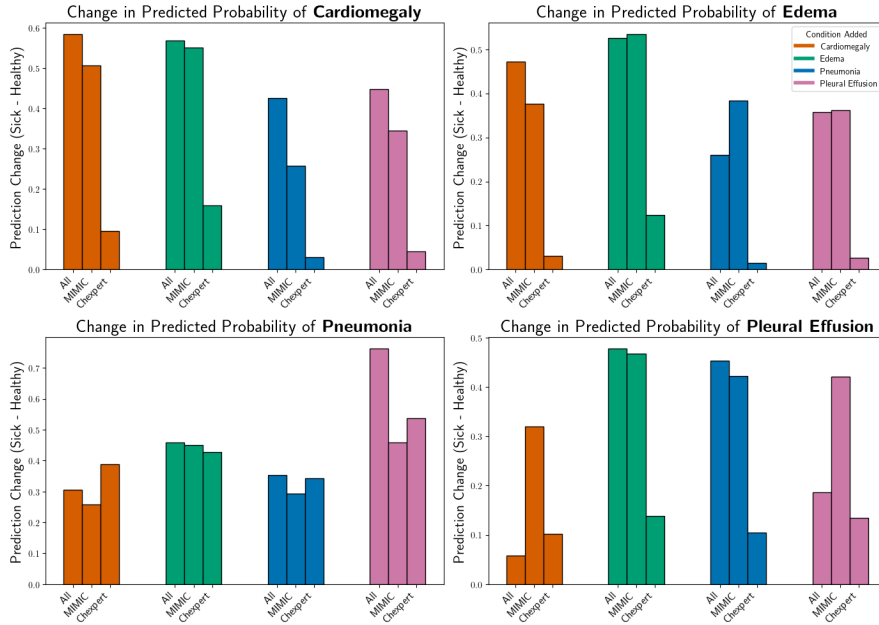 Change in Predicted Probability of Cardiomegaly
Prediction Change (Sick - Healthy)
0.6
0.5
0.4
0.3
0.2
0.1
0.0
All
MIMIC
Chexpert
All
MIMIC
Chexpert
All
MIMIC
Chexpert
All
MIMIC
Chexpert
Change in Predicted Probability of Edema
Prediction Change (Sick - Healthy)
0.5
0.4
0.3
0.2
0.1
0.0
Condition Added
Cardiomegaly
Edema
Pneumonia
Pleural Effusion
All
MIMIC
Chexpert
All
MIMIC
Chexpert
All
MIMIC
Chexpert
All
MIMIC
Chexpert
Change in Predicted Probability of Pneumonia
Prediction Change (Sick - Healthy)
0.7
0.6
0.5
0.4
0.3
0.2
0.1
0.0
All
MIMIC
Chexpert
All
MIMIC
Chexpert
All
MIMIC
Chexpert
All
MIMIC
Chexpert
Change in Predicted Probability of Pleural Effusion
Prediction Change (Sick - Healthy)
0.5
0.4
0.3
0.2
0.1
0.0
All
MIMIC
Chexpert
All
MIMIC
Chexpert
All
MIMIC
Chexpert
All
MIMIC
Chexpert